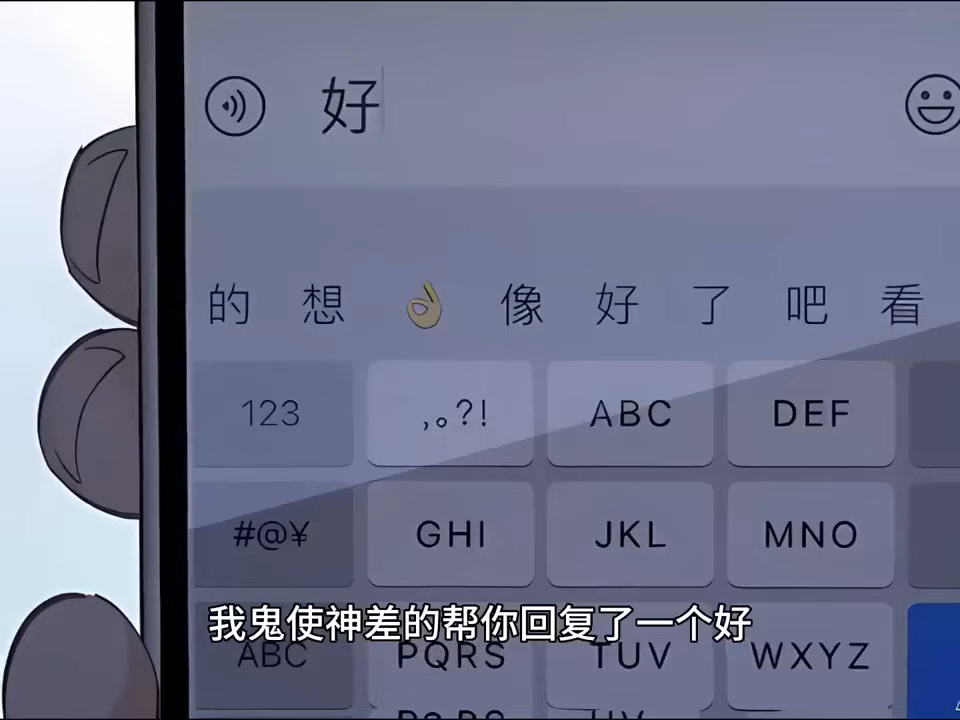 好
的 想 👌 像 好 了 吧 看
123 ,。?! ABC DEF
#@¥ GHI JKL MNO
我鬼使神差的帮你回复了一个好
ABC PQRS TUV WXYZ